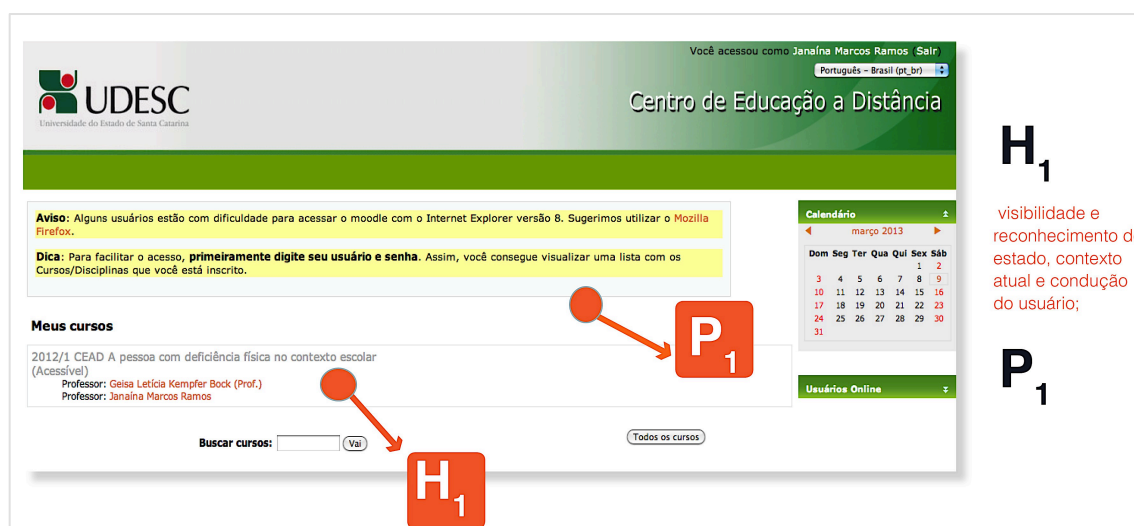 Você acessou como Janaína Marcos Ramos (Sair)
Português - Brasil (pt_br)
UDESC
Universidade do Estado de Santa Catarina
Centro de Educação a Distância
Aviso: Alguns usuários estão com dificuldade para acessar o moodle com o Internet Explorer versão 8. Sugerimos utilizar o Mozilla
Firefox.
Dica: Para facilitar o acesso, primeiramente digite seu usuário e senha. Assim, você consegue visualizar uma lista com os
Cursos/Disciplinas que você está inscrito.
Meus cursos
2012/1 CEAD A pessoa com deficiência física no contexto escolar
(Acessível)
Professor: Geisa Letícia Kempfer Bock (Prof.)
Professor: Janaína Marcos Ramos
Buscar cursos:
Vai
Todos os cursos
P1
H1
Calendário
março 2013
Dom Seg Ter Qua Qui Sex Sáb
1 2
3 4 5 6 7 8 9
10 11 12 13 14 15 16
17 18 19 20 21 22 23
24 25 26 27 28 29 30
31
Usuários Online
H1
visibilidade e
reconhecimento d
estado, contexto
atual e condução
do usuário;
P1